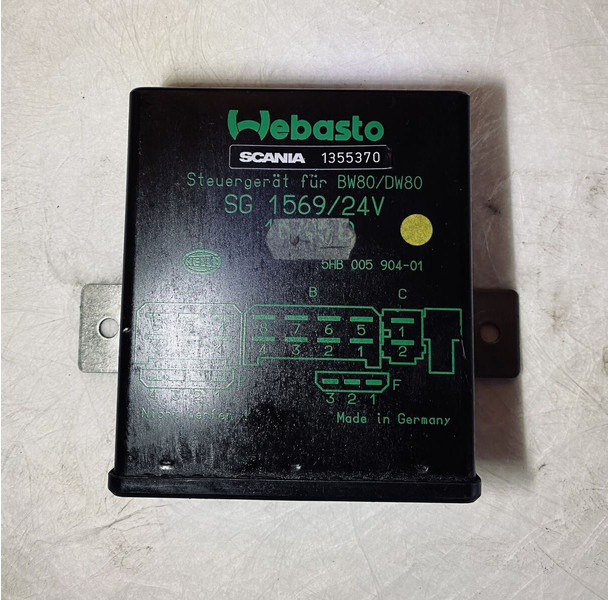 Webasto
SCANIA 1355370
Steuergerät für BW80/DW80
SG 1569/24V
HELLA
5HB 005 904-01
B C
8 7 6 5 1
4 3 2 1 2
F
3 2 1
Made in Germany